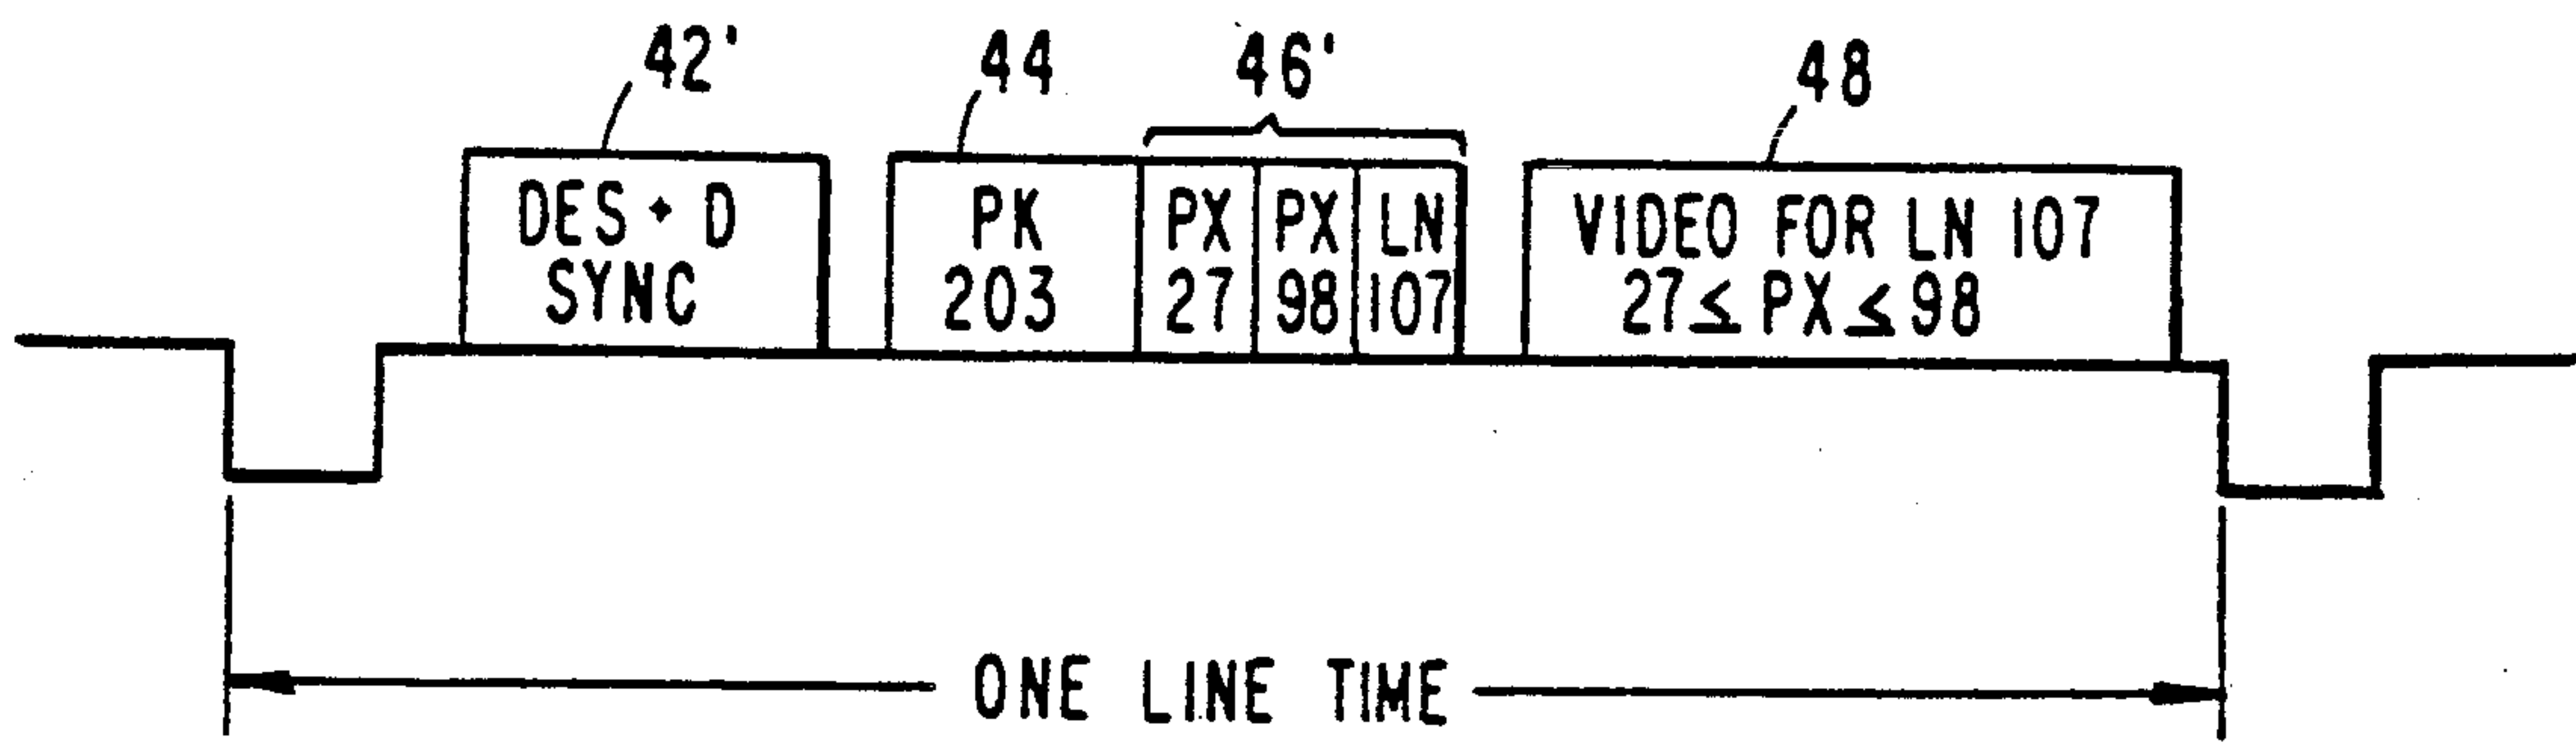 42'
44
46'
48
DES + D
SYNC
PK
203
PX
27
PX
98
LN
107
VIDEO FOR LN 107
27≤ PX ≤98
ONE LINE TIME